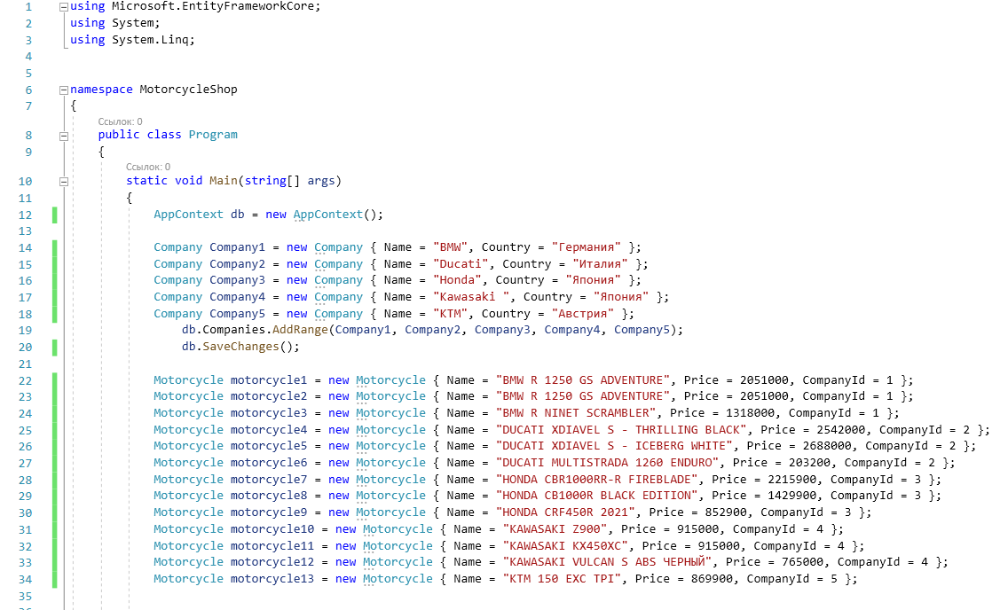 1 using Microsoft.EntityFrameworkCore;
2 using System;
3 using System.Linq;
4
5
6 namespace MotorcycleShop
7 {
Ссылок: 0
8 public class Program
9 {
Ссылок: 0
10 static void Main(string[] args)
11 {
12 AppContext db = new AppContext();
13
14 Company Company1 = new Company { Name = "BMW", Country = "Германия" };
15 Company Company2 = new Company { Name = "Ducati", Country = "Италия" };
16 Company Company3 = new Company { Name = "Honda", Country = "Япония" };
17 Company Company4 = new Company { Name = "Kawasaki ", Country = "Япония" };
18 Company Company5 = new Company { Name = "KTM", Country = "Австрия" };
19 db.Companies.AddRange(Company1, Company2, Company3, Company4, Company5);
20 db.SaveChanges();
21
22 Motorcycle motorcycle1 = new Motorcycle { Name = "BMW R 1250 GS ADVENTURE", Price = 2051000, CompanyId = 1 };
23 Motorcycle motorcycle2 = new Motorcycle { Name = "BMW R 1250 GS ADVENTURE", Price = 2051000, CompanyId = 1 };
24 Motorcycle motorcycle3 = new Motorcycle { Name = "BMW R NINET SCRAMBLER", Price = 1318000, CompanyId = 1 };
25 Motorcycle motorcycle4 = new Motorcycle { Name = "DUCATI XDIAVEL S - THRILLING BLACK", Price = 2542000, CompanyId = 2 };
26 Motorcycle motorcycle5 = new Motorcycle { Name = "DUCATI XDIAVEL S - ICEBERG WHITE", Price = 2688000, CompanyId = 2 };
27 Motorcycle motorcycle6 = new Motorcycle { Name = "DUCATI MULTISTRADA 1260 ENDURO", Price = 203200, CompanyId = 2 };
28 Motorcycle motorcycle7 = new Motorcycle { Name = "HONDA CBR1000RR-R FIREBLADE", Price = 2215900, CompanyId = 3 };
29 Motorcycle motorcycle8 = new Motorcycle { Name = "HONDA CB1000R BLACK EDITION", Price = 1429900, CompanyId = 3 };
30 Motorcycle motorcycle9 = new Motorcycle { Name = "HONDA CRF450R 2021", Price = 852900, CompanyId = 3 };
31 Motorcycle motorcycle10 = new Motorcycle { Name = "KAWASAKI Z900", Price = 915000, CompanyId = 4 };
32 Motorcycle motorcycle11 = new Motorcycle { Name = "KAWASAKI KX450XC", Price = 915000, CompanyId = 4 };
33 Motorcycle motorcycle12 = new Motorcycle { Name = "KAWASAKI VULCAN S ABS ЧЕРНЫЙ", Price = 765000, CompanyId = 4 };
34 Motorcycle motorcycle13 = new Motorcycle { Name = "KTM 150 EXC TPI", Price = 869900, CompanyId = 5 };
35